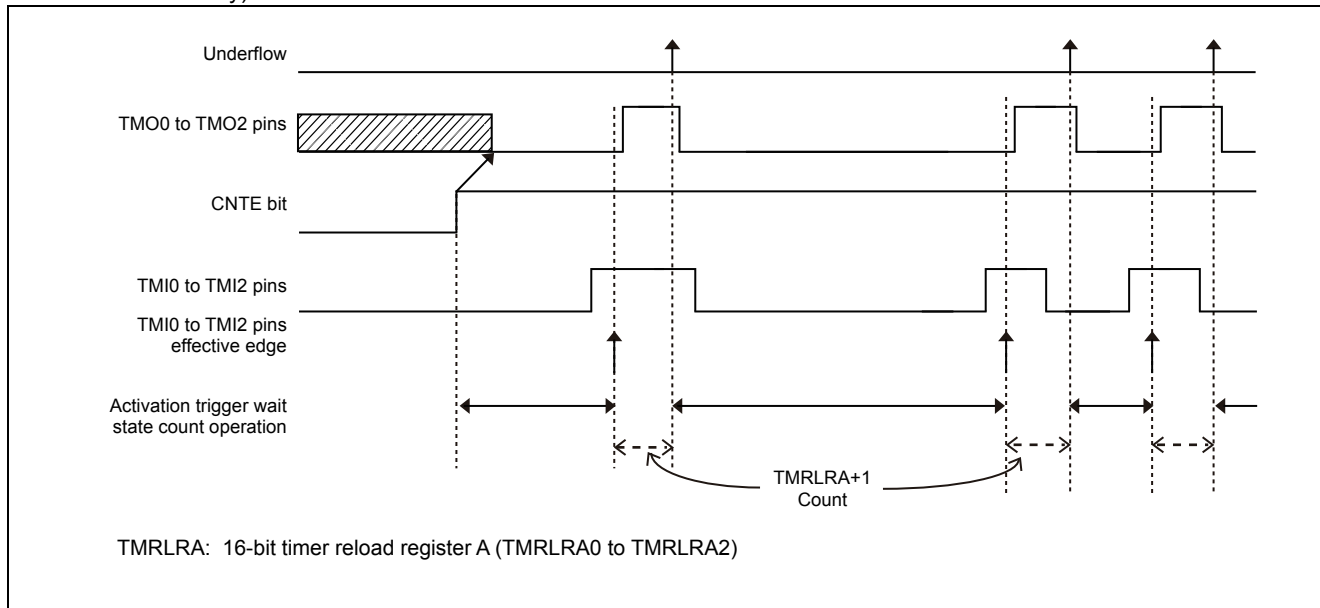 y)
Underflow
TMO0 to TMO2 pins
CNTE bit
TMI0 to TMI2 pins
TMI0 to TMI2 pins
effective edge
Activation trigger wait
state count operation
TMRLRA+1
Count
TMRLRA: 16-bit timer reload register A (TMRLRA0 to TMRLRA2)